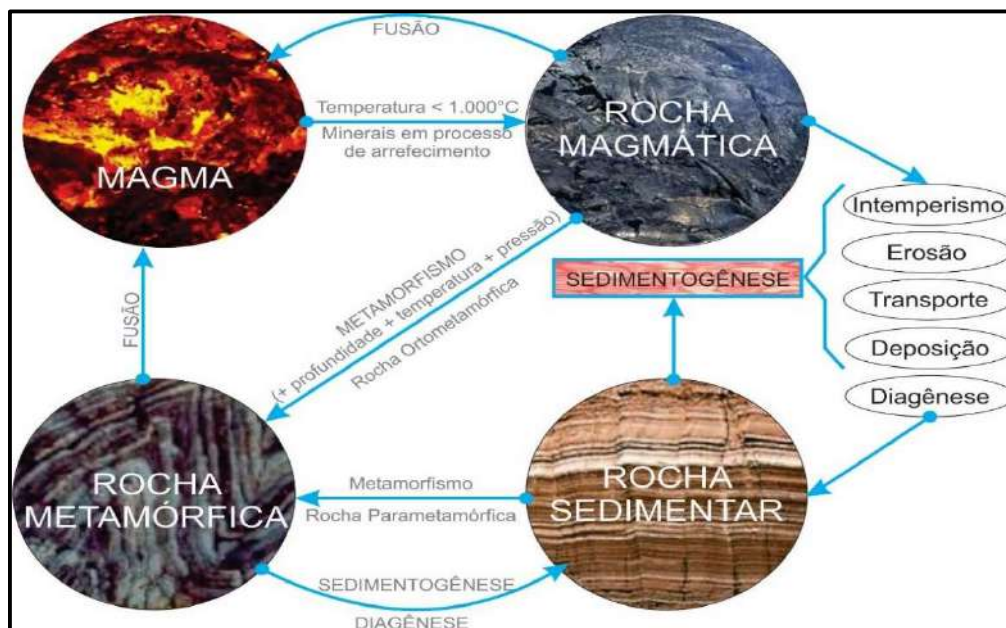 FUSÃO
MAGMA
Temperatura < 1.000°C
Minerais em processo
de arrefecimento
ROCHA
MAGMÁTICA
Intemperismo
Erosão
Transporte
Deposição
Diagênese
SEDIMENTOGÊNESE
METAMORFISMO
(+ profundidade + temperatura + pressão)
Rocha Ortometamórfica
FUSÃO
ROCHA
METAMÓRFICA
Metamorfismo
Rocha Parametamórfica
ROCHA
SEDIMENTAR
SEDIMENTOGÊNESE
DIAGÊNESE